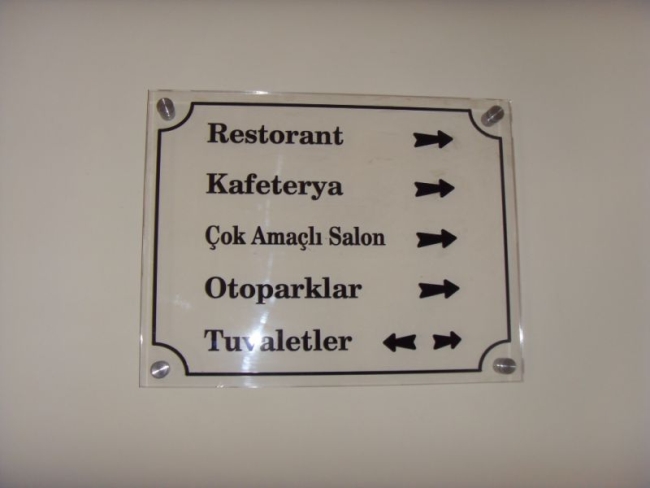 Restorant
Kafeterya
Çok Amaçlı Salon
Otoparklar
Tuvaletler